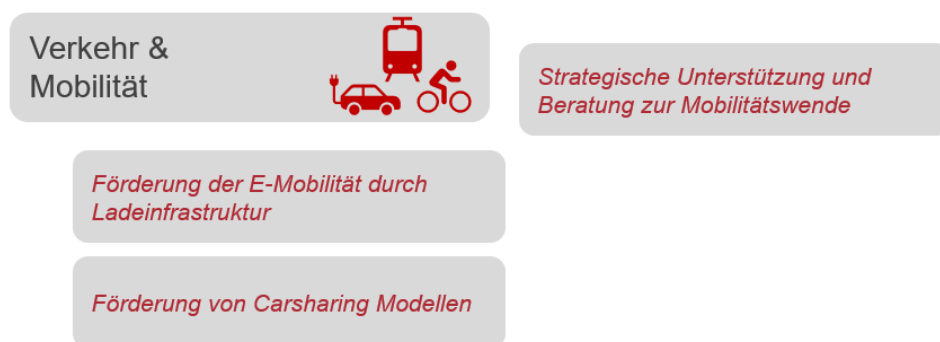 Verkehr &
Mobilität
Strategische Unterstützung und
Beratung zur Mobilitätswende
Förderung der E-Mobilität durch
Ladeinfrastruktur
Förderung von Carsharing Modellen